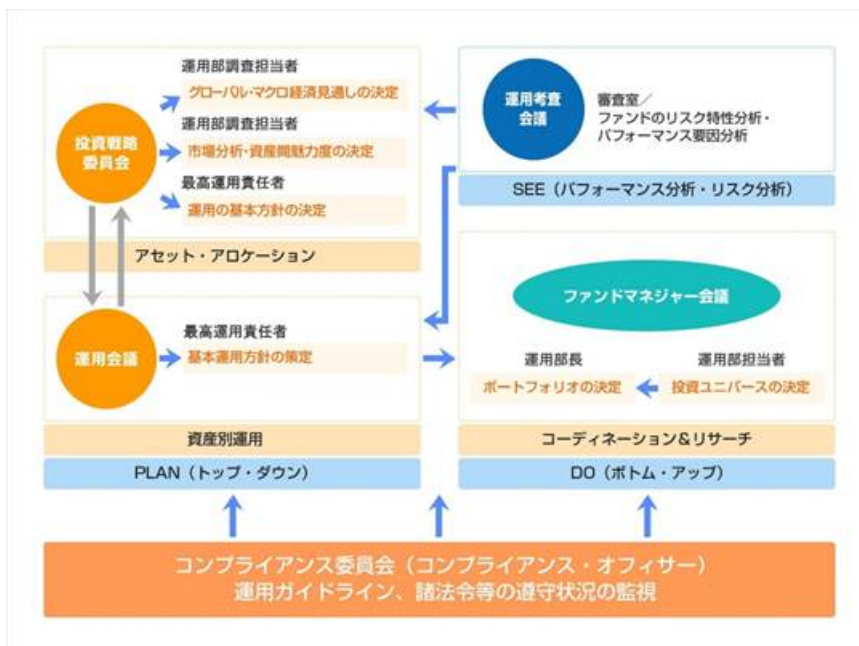 運用部調査担当者
グローバル・マクロ経済見通しの決定
投資戦略
委員会
運用部調査担当者
市場分析・資産間魅力度の決定
最高運用責任者
運用の基本方針の決定
アセット・アロケーション
運用考査
会議
審査室／
ファンドのリスク特性分析・
パフォーマンス要因分析
SEE（パフォーマンス分析・リスク分析）
運用会議
最高運用責任者
基本運用方針の策定
資産別運用
PLAN（トップ・ダウン）
ファンドマネジャー会議
運用部長
ポートフォリオの決定
運用部担当者
投資ユニバースの決定
コーディネーション＆リサーチ
DO（ボトム・アップ）
コンプライアンス委員会（コンプライアンス・オフィサー）
運用ガイドライン、諸法令等の遵守状況の監視